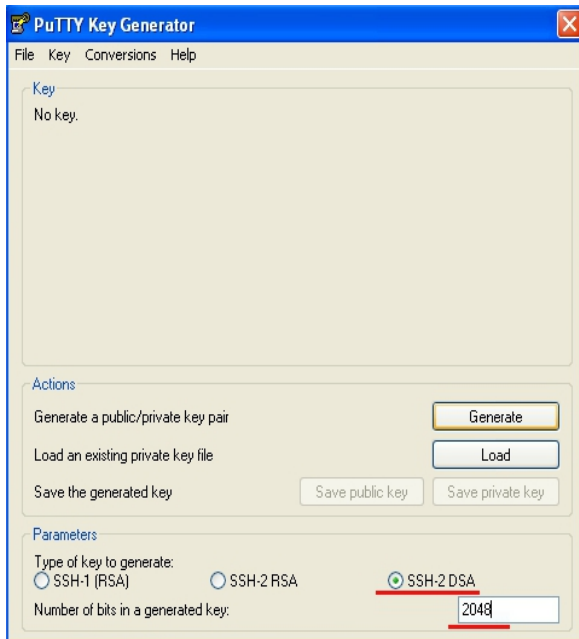 PuTTY Key Generator
File Key Conversions Help
Key
No key.
Actions
Generate a public/private key pair
Generate
Load an existing private key file
Load
Save the generated key
Save public key
Save private key
Parameters
Type of key to generate:
SSH-1 (RSA) SSH-2 RSA SSH-2 DSA
Number of bits in a generated key:
2048